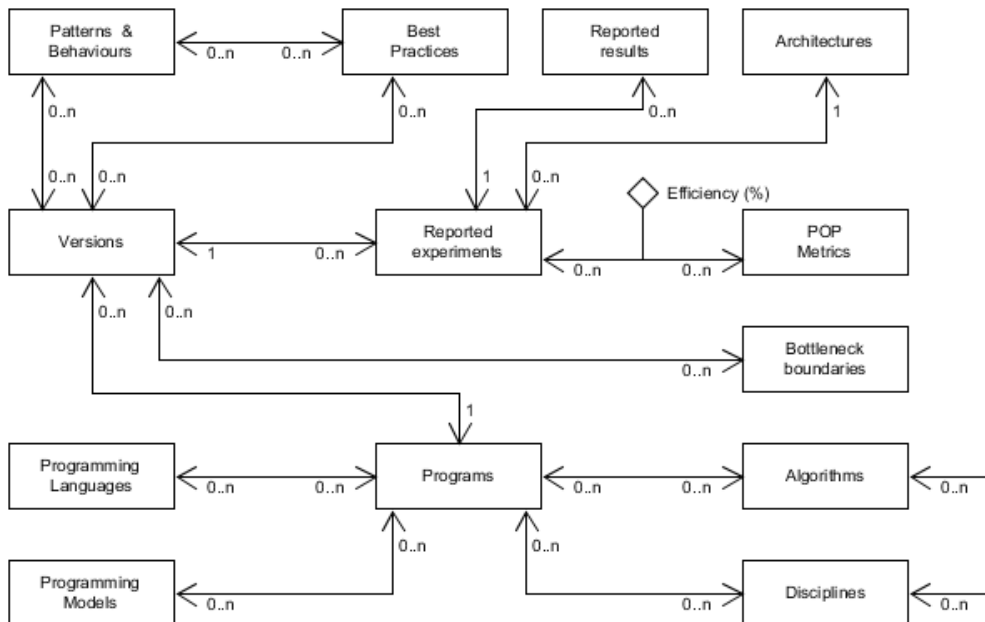 Patterns & Behaviours
Best Practices
Reported results
Architectures
0..n
0..n
0..n
0..n
0..n
1
0..n
0..n
1
0..n
Efficiency (%)
Versions
Reported experiments
POP Metrics
1
0..n
0..n
0..n
0..n
0..n
Bottleneck boundaries
0..n
1
Programming Languages
Programs
Algorithms
0..n
0..n
0..n
0..n
0..n
0..n
0..n
Programming Models
Disciplines
0..n
0..n
0..n